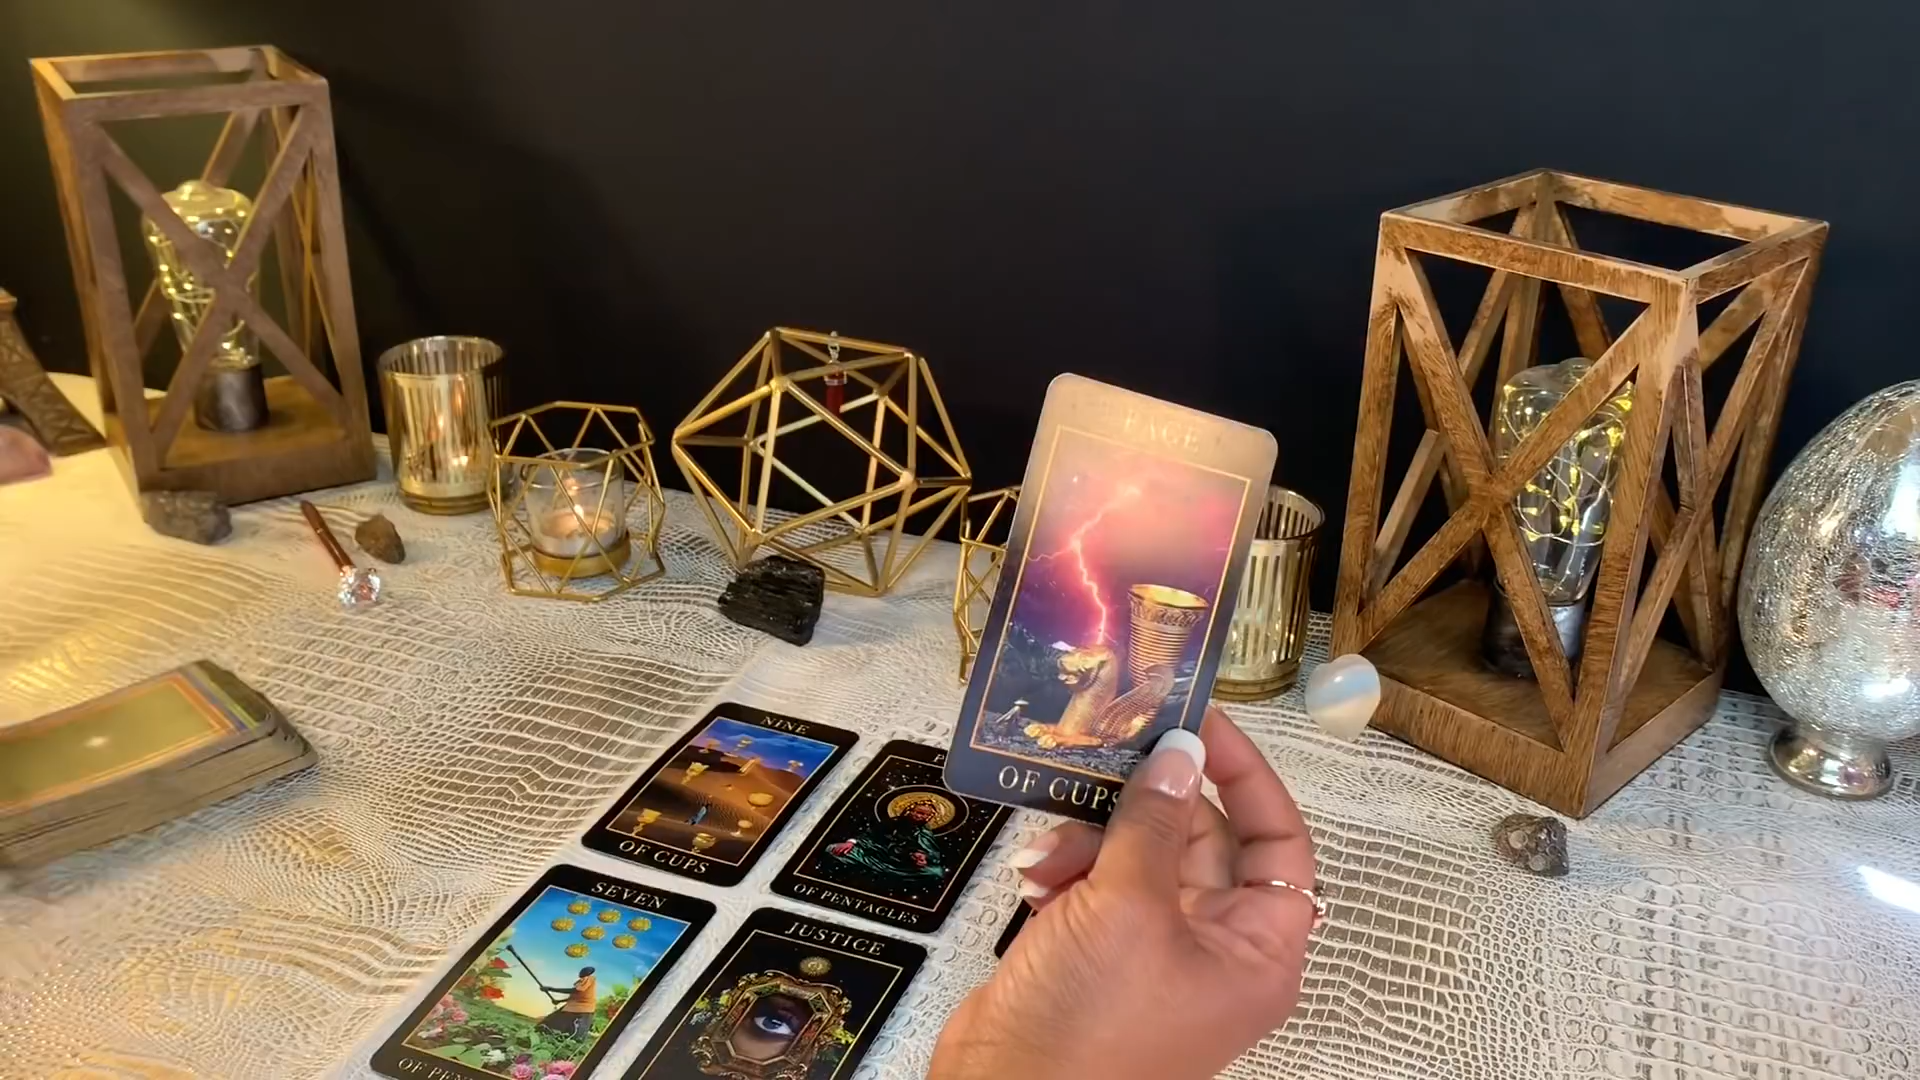 PAGE
OF CUPS
NINE
OF CUPS
OF PENTACLES
SEVEN
JUSTICE